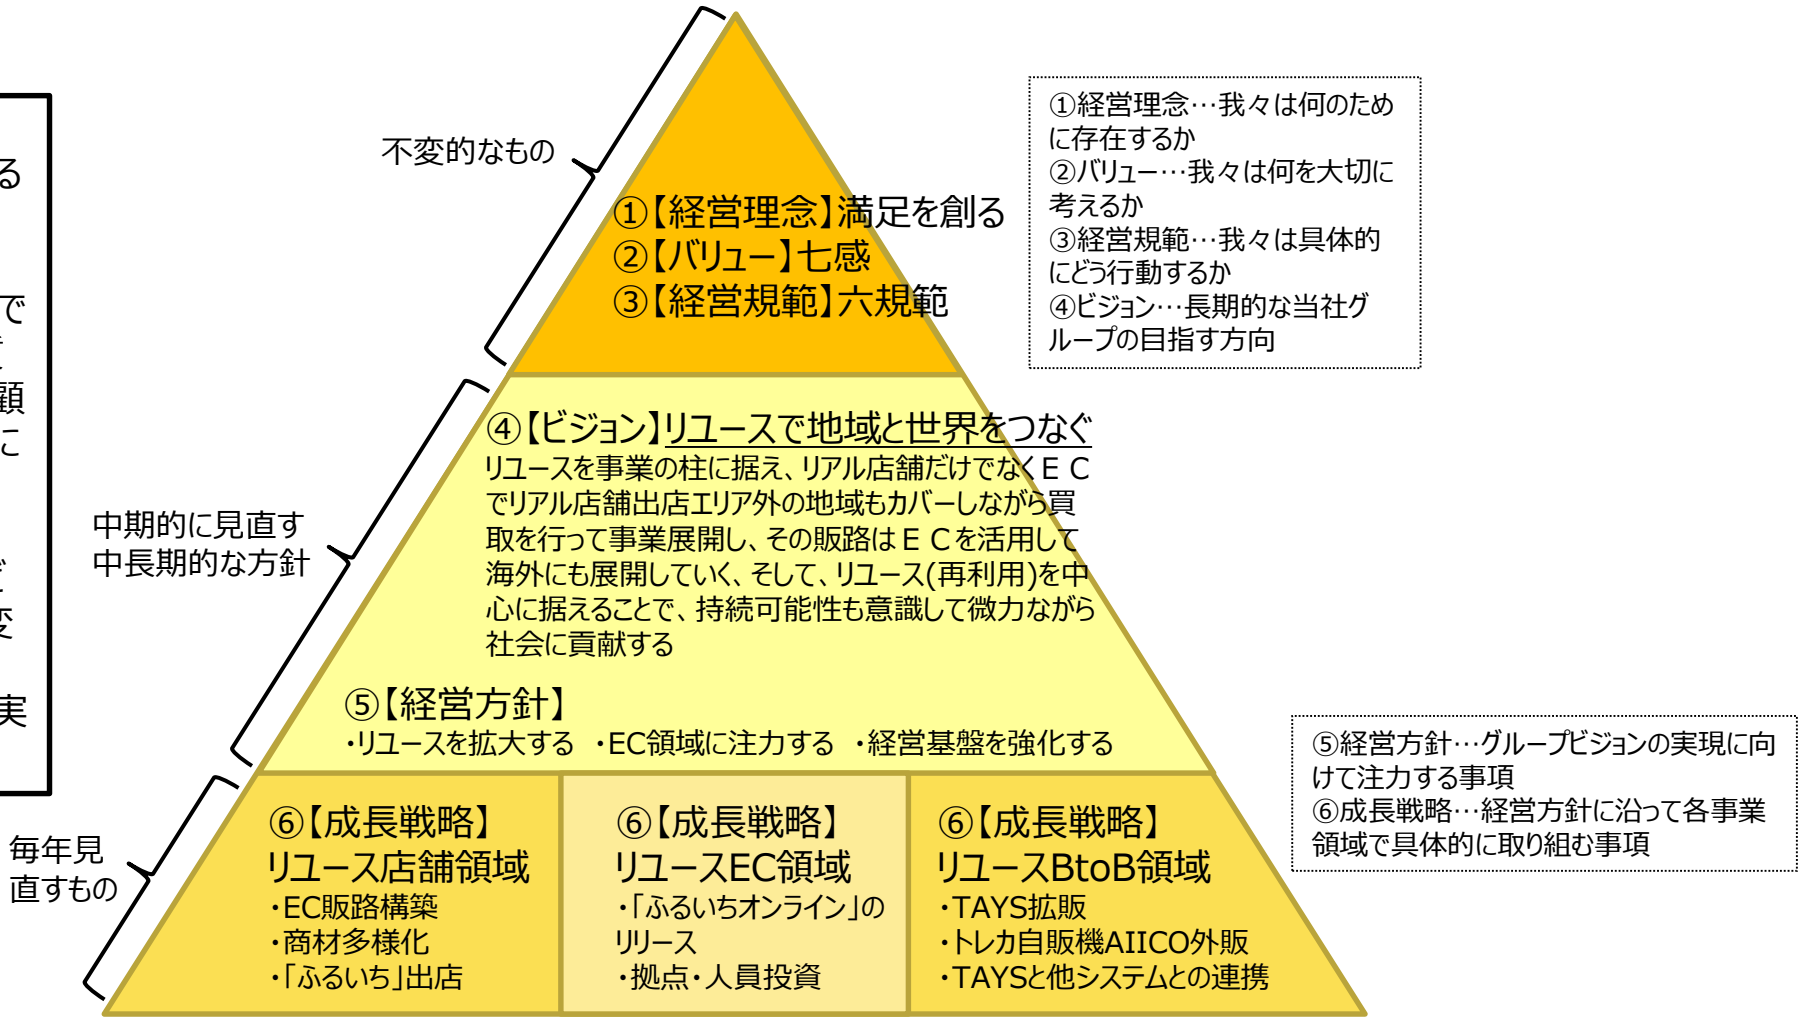 る
で
顧
に
変
実
不変的なもの
①【経営理念】満足を創る
②【バリュー】七感
③【経営規範】六規範
①経営理念…我々は何のため
に存在するか
②バリュー…我々は何を大切に
考えるか
③経営規範…我々は具体的
にどう行動するか
④ビジョン…長期的な当社グ
ループの目指す方向
中期的に見直す
中長期的な方針
④【ビジョン】リユースで地域と世界をつなぐ
リユースを事業の柱に据え、リアル店舗だけでなくＥＣ
でリアル店舗出店エリア外の地域もカバーしながら買
取を行って事業展開し、その販路はＥＣを活用して
海外にも展開していく、そして、リユース(再利用)を中
心に据えることで、持続可能性も意識して微力ながら
社会に貢献する
⑤【経営方針】
・リユースを拡大する ・EC領域に注力する ・経営基盤を強化する
⑤経営方針…グループビジョンの実現に向
けて注力する事項
⑥成長戦略…経営方針に沿って各事業
領域で具体的に取り組む事項
毎年見
直すもの
⑥【成長戦略】
リユース店舗領域
・EC販路構築
・商材多様化
・「ふるいち」出店
⑥【成長戦略】
リユースEC領域
・「ふるいちオンライン」の
リリース
・拠点・人員投資
⑥【成長戦略】
リユースBtoB領域
・TAYS拡販
・トレカ自販機AIICO外販
・TAYSと他システムとの連携